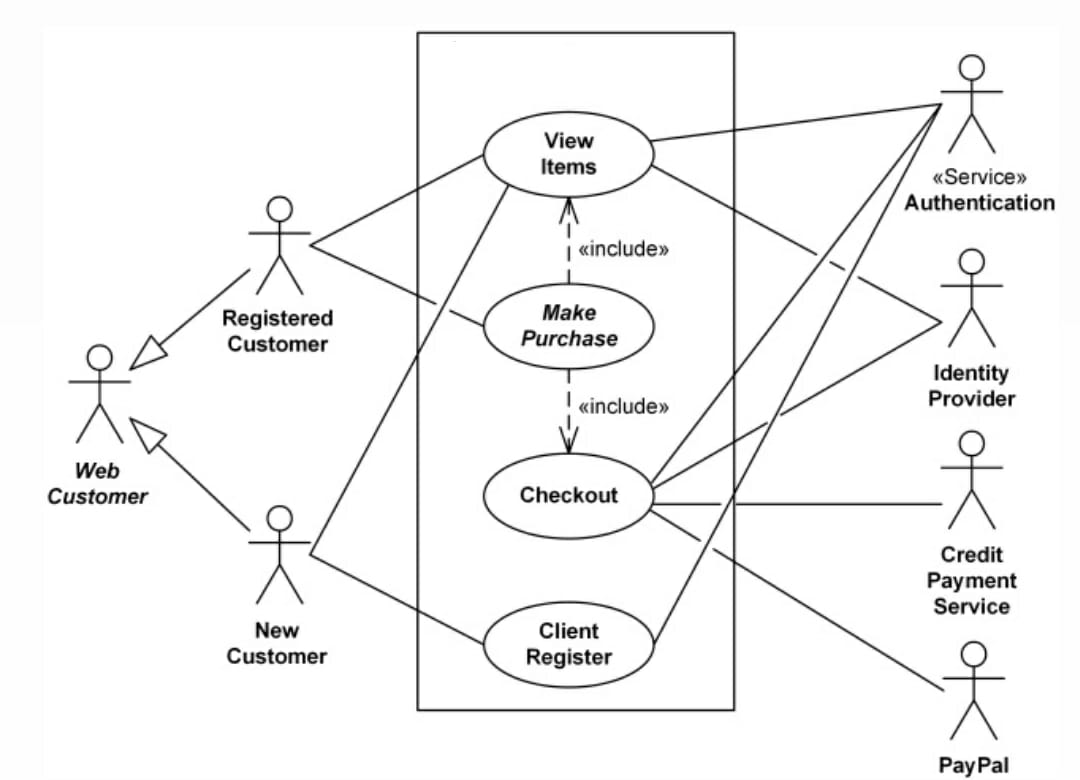 View
Items
«include»
Make
Purchase
«include»
Checkout
Client
Register
Registered
Customer
Web
Customer
New
Customer
«Service»
Authentication
Identity
Provider
Credit
Payment
Service
PayPal